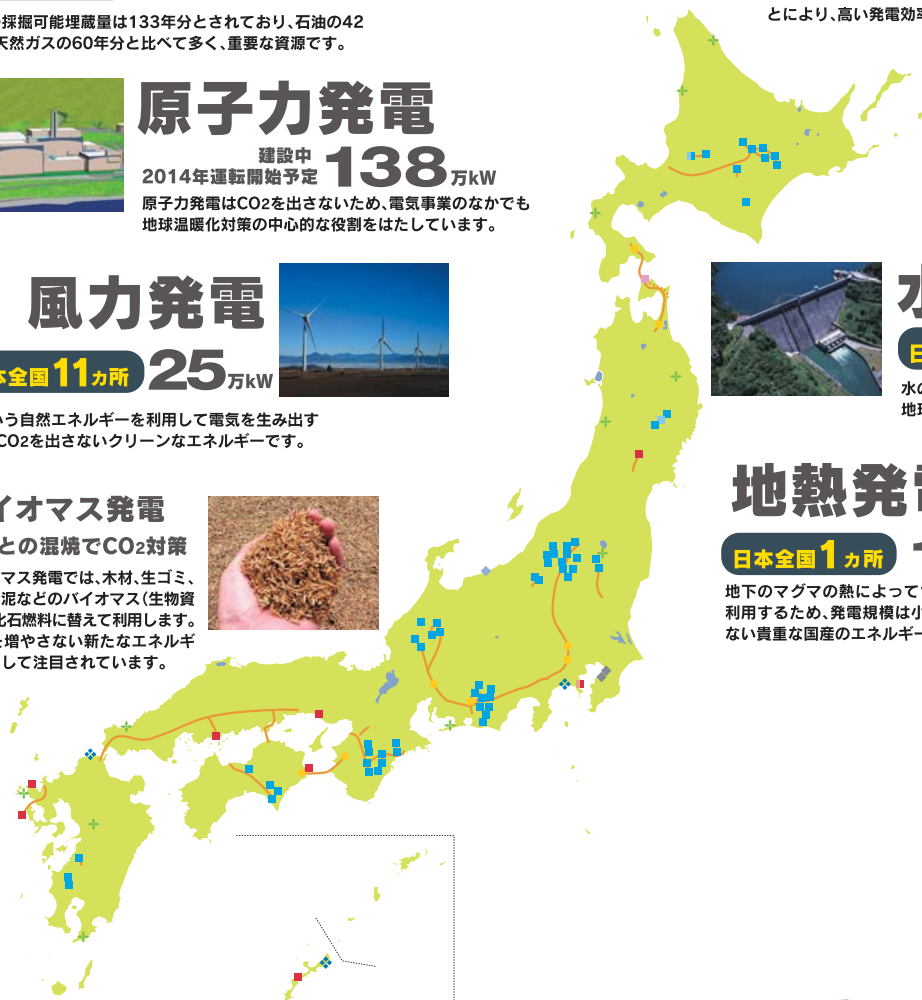 採掘可能埋蔵量は133年分とされており、石油の42
天然ガスの60年分と比べて多く、重要な資源です。
とにより、高い発電効率
原子力発電
建設中
2014年運転開始予定 138万kW
原子力発電はCO2を出さないため、電気事業のなかでも
地球温暖化対策の中心的な役割をはたしています。
風力発電
本全国11カ所 25万kW
いう自然エネルギーを利用して電気を生み出す
CO2を出さないクリーンなエネルギーです。
水
日
水の
地球
イオマス発電
との混焼でCO2対策
マス発電では、木材、生ゴミ、
泥などのバイオマス（生物資
化石燃料に替えて利用します。
を増やさない新たなエネルギ
して注目されています。
地熱発電
日本全国1カ所
地下のマグマの熱によって
利用するため、発電規模は小
ない貴重な国産のエネルギー